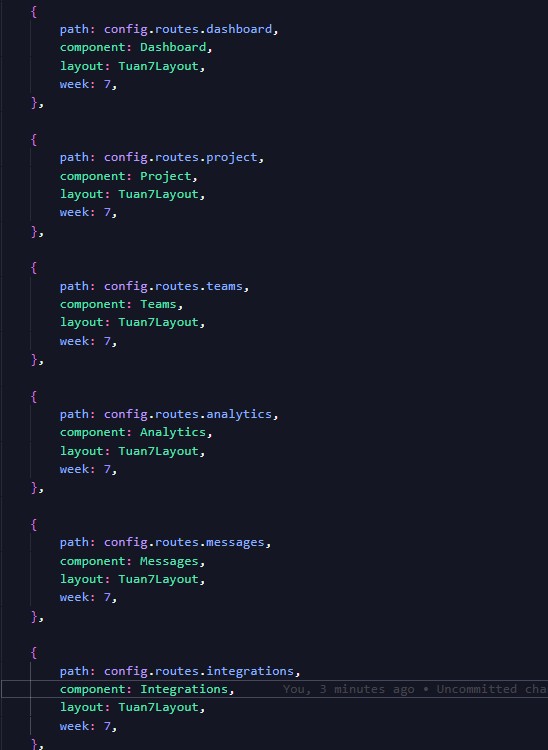 {
path: config.routes.dashboard,
component: Dashboard,
layout: Tuan7Layout,
week: 7,
},
{
path: config.routes.project,
component: Project,
layout: Tuan7Layout,
week: 7,
},
{
path: config.routes.teams,
component: Teams,
layout: Tuan7Layout,
week: 7,
},
{
path: config.routes.analytics,
component: Analytics,
layout: Tuan7Layout,
week: 7,
},
{
path: config.routes.messages,
component: Messages,
layout: Tuan7Layout,
week: 7,
},
{
path: config.routes.integrations,
component: Integrations, You, 3 minutes ago • Uncommitted cha
layout: Tuan7Layout,
week: 7,
},